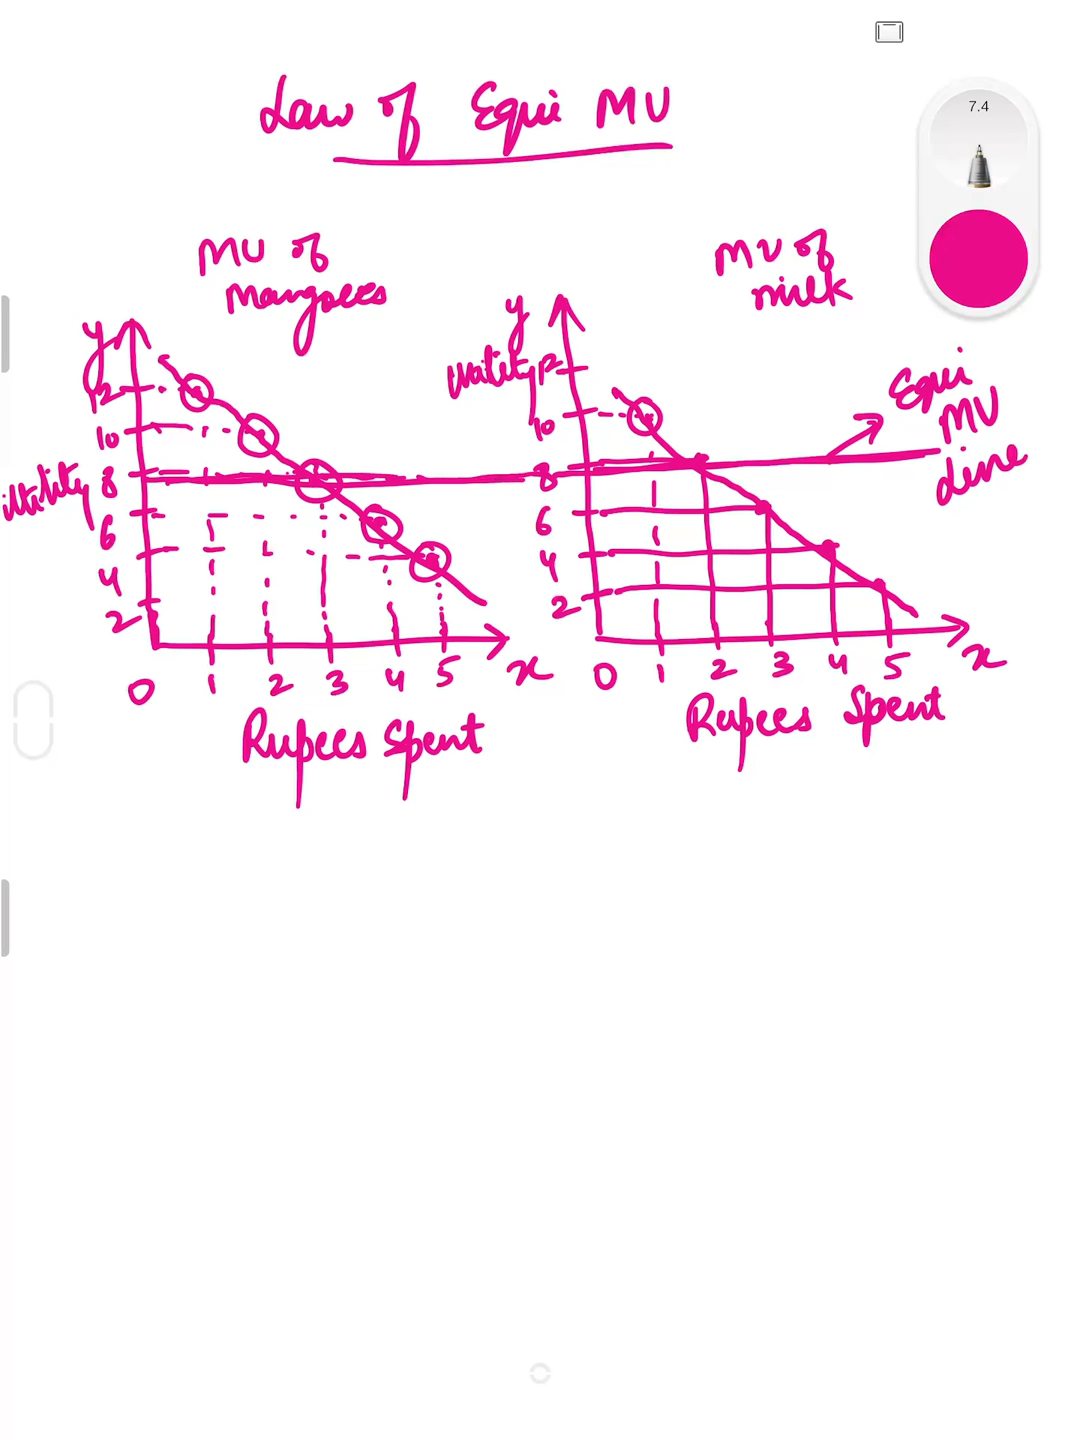 7.4
Law of Equi MU
MU of
Mangoes
MU of
milk
y
12
10
8
6
4
2
0
1 2 3 4 5 x
utility
Rupees Spent
y
utility
12
10
8
6
4
2
0 1 2 3 4 5 x
Rupees Spent
Equi
MU
Line